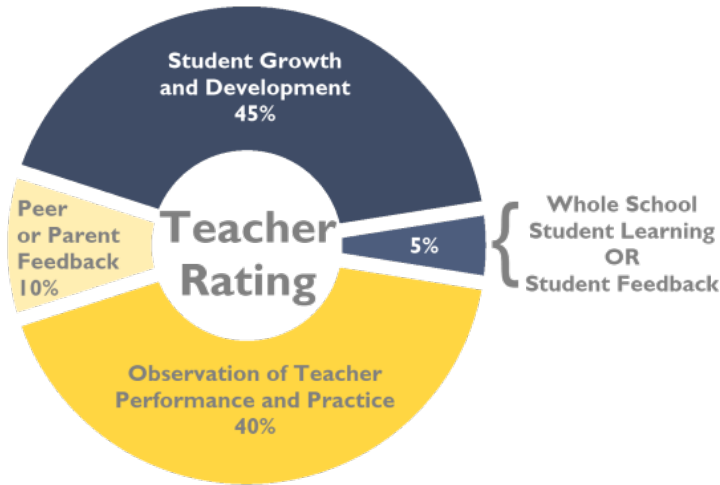 Student Growth
and Development
45%
Peer
or Parent
Feedback
10%
Teacher
Rating
5%
Whole School
Student Learning
OR
Student Feedback
Observation of Teacher
Performance and Practice
40%